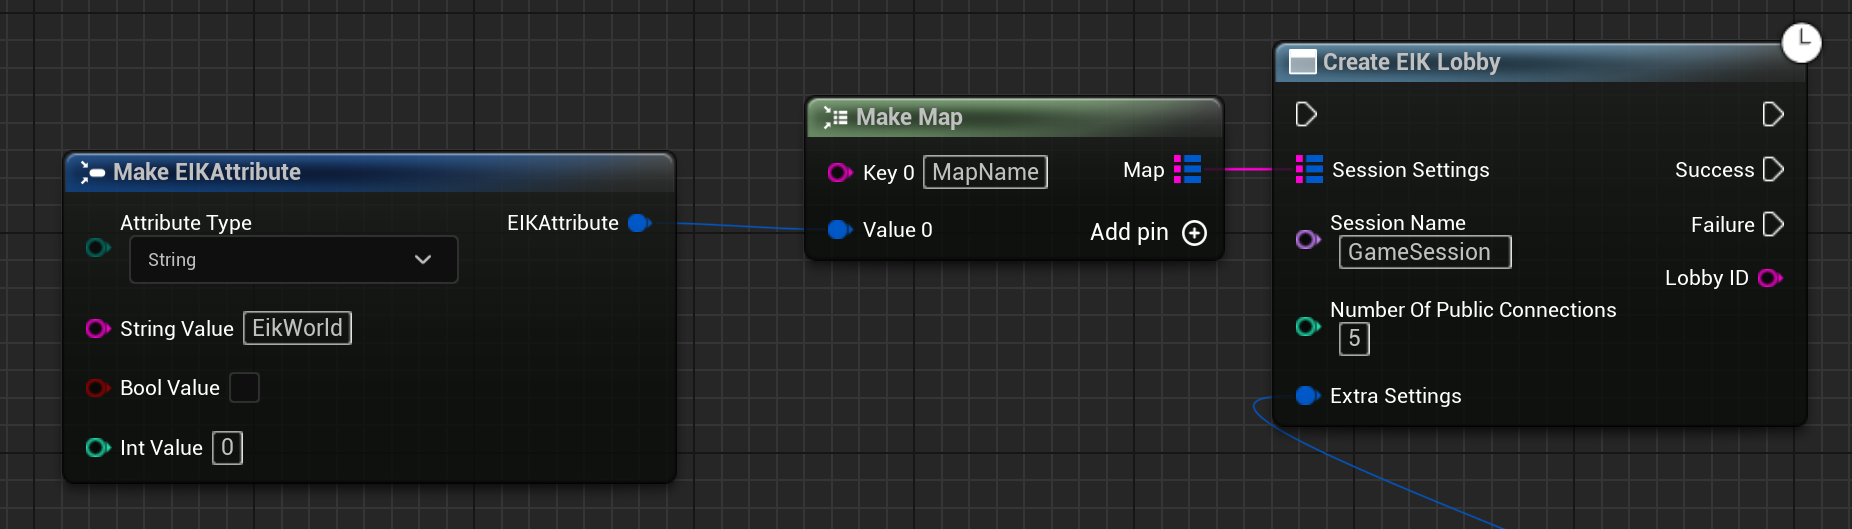 Make EIKAttribute
Attribute Type
EIKAttribute
String
String Value EikWorld
Bool Value
Int Value 0
Make Map
Key 0 MapName
Map
Value 0
Add pin
Create EIK Lobby
Session Settings
Success
Session Name
GameSession
Failure
Lobby ID
Number Of Public Connections
5
Extra Settings